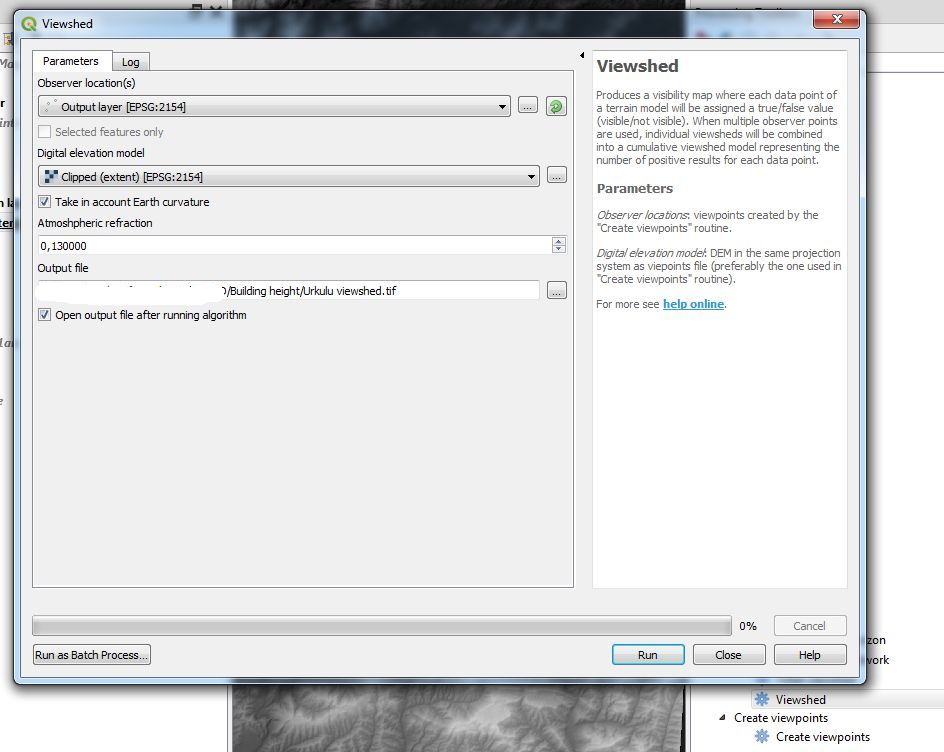 Viewshed
Parameters
Log
Observer location(s)
Output layer [EPSG:2154]
...
Selected features only
Digital elevation model
Clipped (extent) [EPSG:2154]
...
Take in account Earth curvature
Atmoshpheric refraction
0,130000
Output file
/Building height/Urkulu viewshed.tif
...
Open output file after running algorithm
Viewshed
Produces a visibility map where each data point of
a terrain model will be assigned a true/false value
(visible/not visible). When multiple observer points
are used, individual viewsheds will be combined
into a cumulative viewshed model representing the
number of positive results for each data point.
Parameters
Observer locations: viewpoints created by the
"Create viewpoints" routine.
Digital elevation model: DEM in the same projection
system as viepoints file (preferably the one used in
"Create viewpoints" routine).
For more see help online.
0%
Cancel
Run as Batch Process...
Run
Close
Help
zon
work
Viewshed
Create viewpoints
Create viewpoints